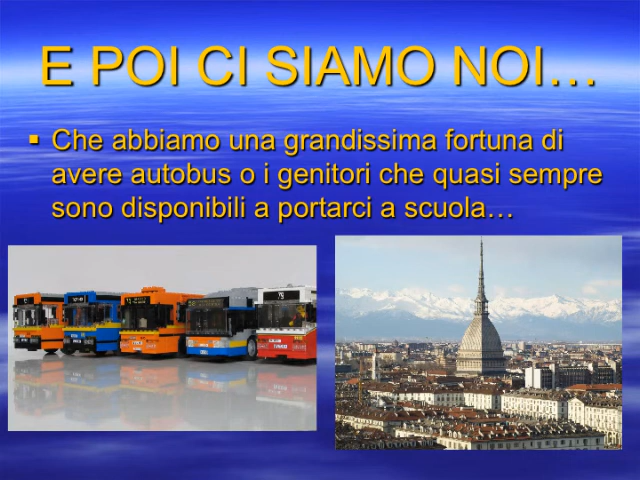 E POI CI SIAMO NOI…
Che abbiamo una grandissima fortuna di
avere autobus o i genitori che quasi sempre
sono disponibili a portarci a scuola…
79